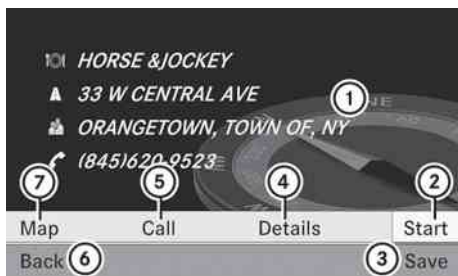 HORSE &JOCKEY
A 33 W CENTRAL AVE
1
ORANGETOWN, TOWN OF, NY
(845)620-9523
NE
E
7 5 4 2
Map Call Details Start
Back 6 3 Save